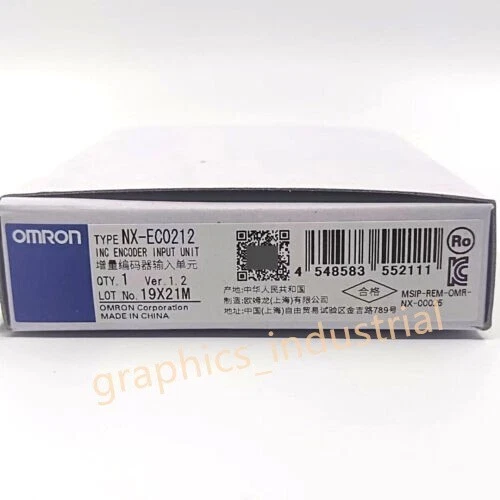 OMRON
TYPE NX-EC0212
INC ENCODER INPUT UNIT
增量编码器输入单元
QTY. 1 Ver. 1.2
LOT No. 19X21M
OMRON Corporation
MADE IN CHINA
4 548583 552111
产地:中华人民共和国
制造:欧姆龙(上海)有限公司
地址:中国(上海)自由贸易试验区金吉路789号
合格
Ro
MSIP-REM-OMR-
graphics_industrial